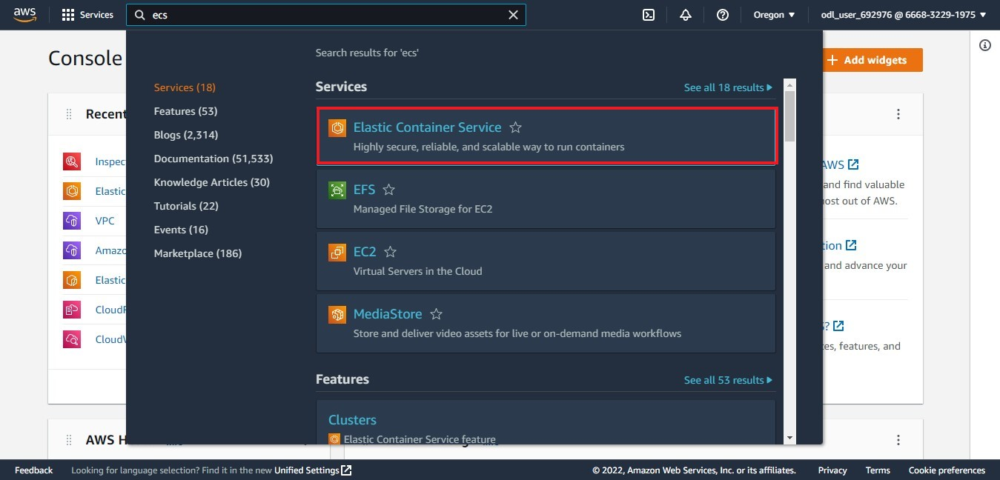 aws
Services
ecs
Oregon
odl_user_692976 @ 6668-3229-1975
Console
Add widgets
Search results for 'ecs'
Services (18)
Features (53)
Blogs (2,314)
Documentation (51,533)
Knowledge Articles (30)
Tutorials (22)
Events (16)
Marketplace (186)
Services
See all 18 results
Elastic Container Service
Highly secure, reliable, and scalable way to run containers
EFS
Managed File Storage for EC2
EC2
Virtual Servers in the Cloud
MediaStore
Store and deliver video assets for live or on-demand media workflows
Features
See all 53 results
Clusters
Elastic Container Service feature
Recent
Inspec
Elastic
VPC
Amazo
Elastic
CloudF
CloudW
AWS H
AWS
and find valuable
out of AWS.
tion
and advance your
?
features, and
Feedback
Looking for language selection? Find it in the new Unified Settings
© 2022, Amazon Web Services, Inc. or its affiliates.
Privacy
Terms
Cookie preferences